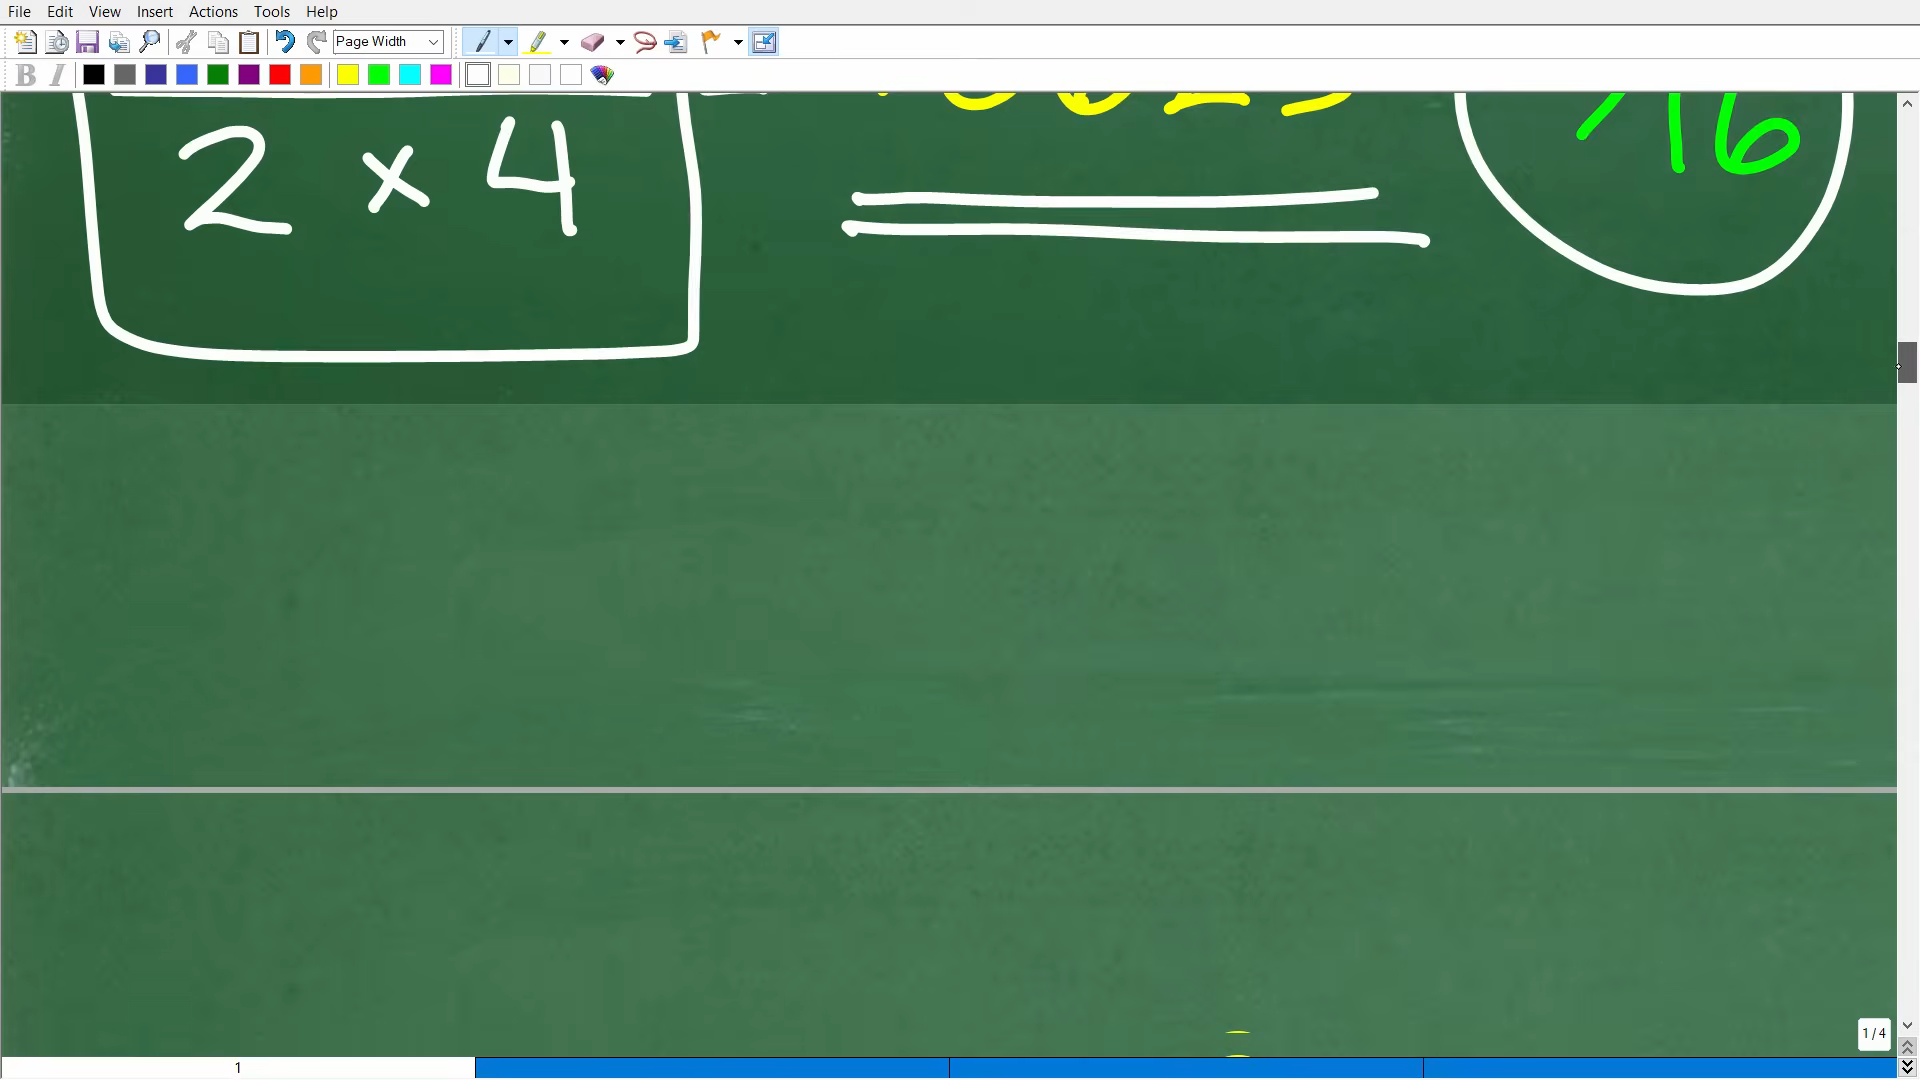 File Edit View Insert Actions Tools Help
Page Width
B I
2 × 4
16
1 / 4
1